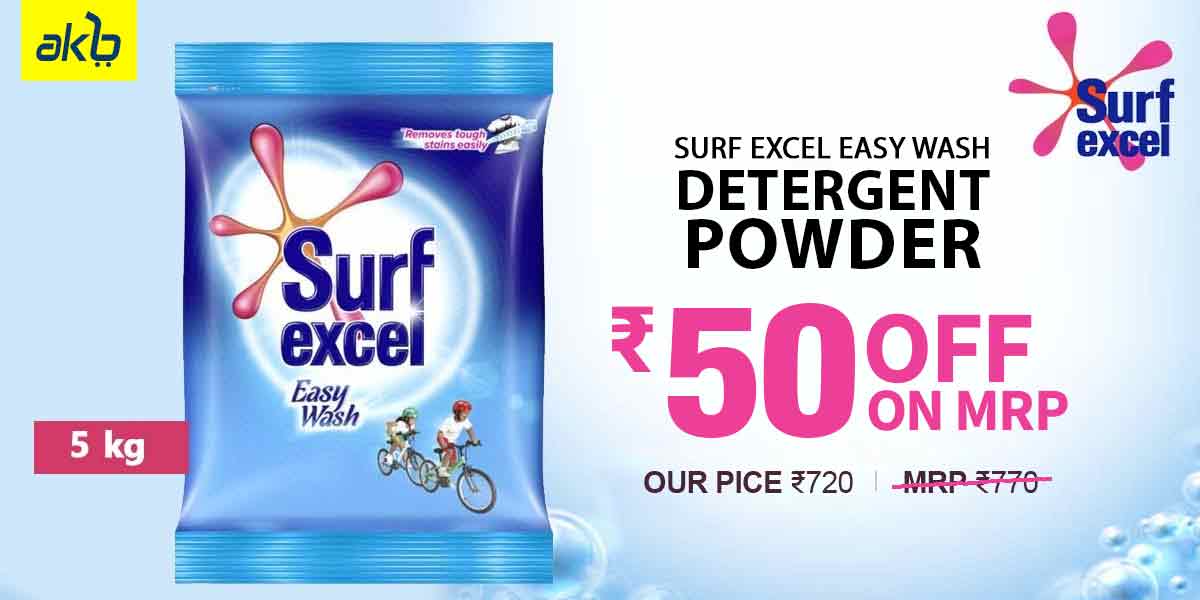 akb
Surf
excel
SURF EXCEL EASY WASH
DETERGENT
POWDER
₹50 OFF
ON MRP
OUR PICE ₹720 | MRP ₹770
Removes tough
stains easily
Surf
excel
Easy
Wash
5 kg